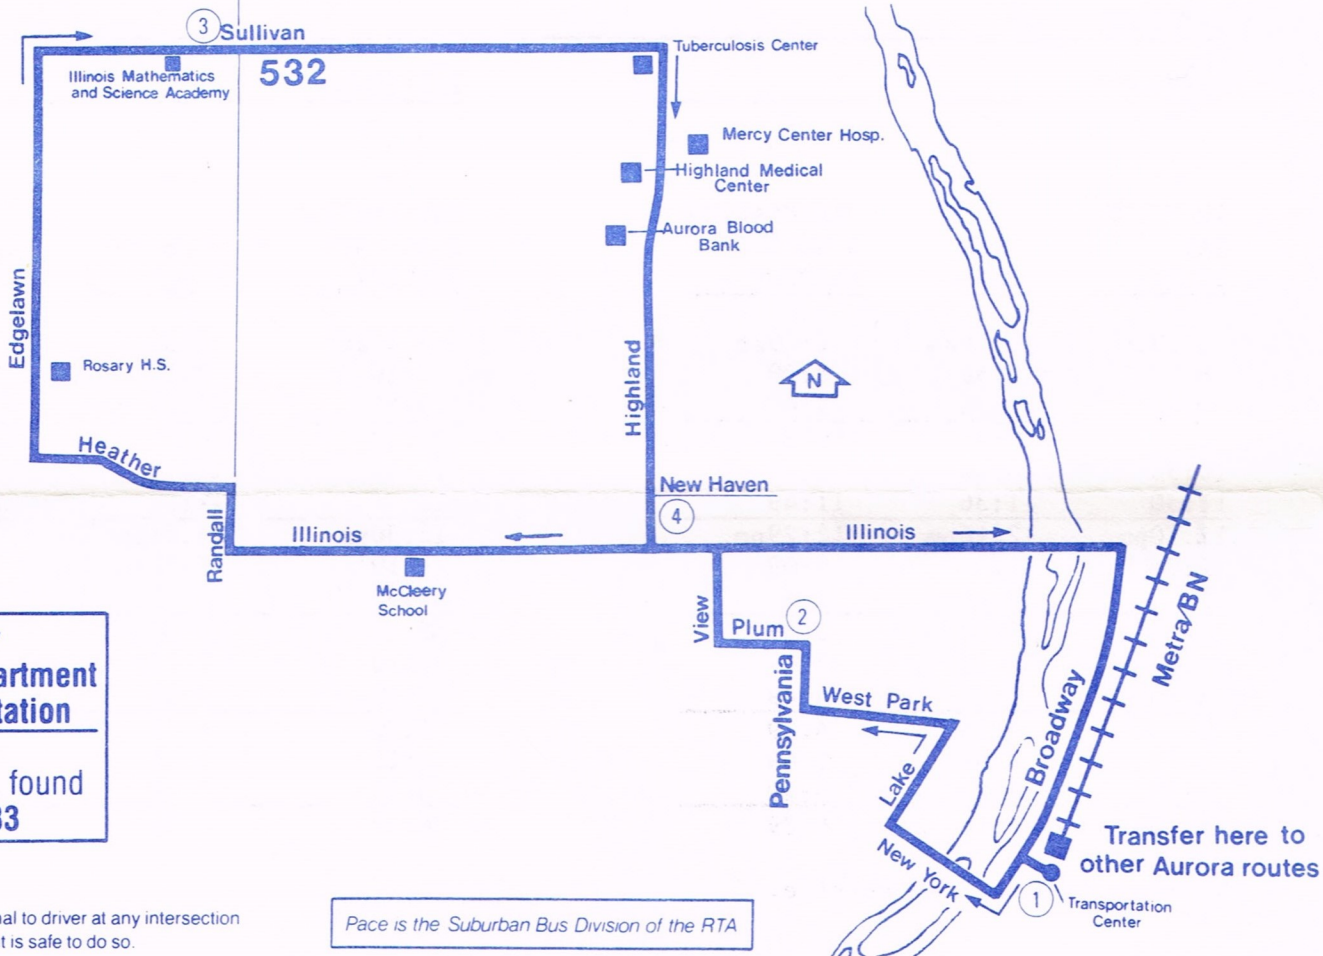 3
Sullivan
532
Illinois Mathematics
and Science Academy
Tuberculosis Center
Mercy Center Hosp.
Highland Medical
Center
Aurora Blood
Bank
Edgelawn
Rosary H.S.
Highland
N
Heather
New Haven
4
Randall
Illinois
Illinois
McCleery
School
View
Plum
2
Pennsylvania
West Park
Lake
Broadway
Metra/BN
New York
Transfer here to
other Aurora routes
1
Transportation
Center
artment
tation
found
33
nal to driver at any intersection
t is safe to do so.
Pace is the Suburban Bus Division of the RTA